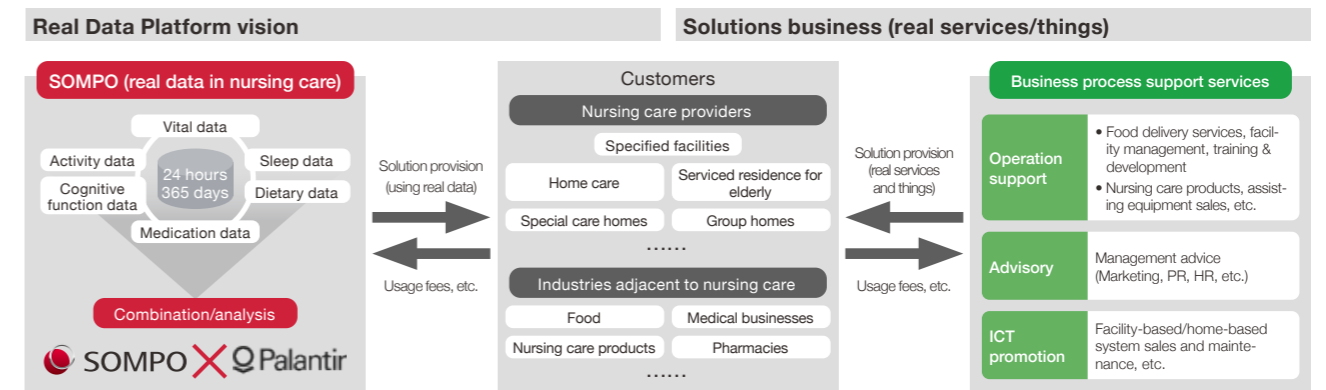 Real Data Platform vision
Solutions business (real services/things)
SOMPO (real data in nursing care)
Vital data
Activity data
Sleep data
24 hours
365 days
Cognitive
function data
Dietary data
Medication data
Combination/analysis
SOMPO
Palantir
Solution provision
(using real data)
Usage fees, etc.
Customers
Nursing care providers
Specified facilities
Home care
Serviced residence for
elderly
Special care homes
Group homes
……
Industries adjacent to nursing care
Food
Medical businesses
Nursing care products
Pharmacies
……
Solution provision
(real services
and things)
Usage fees, etc.
Business process support services
Operation
support
• Food delivery services, facil-
ity management, training &
development
• Nursing care products, assist-
ing equipment sales, etc.
Advisory
Management advice
(Marketing, PR, HR, etc.)
ICT
promotion
Facility-based/home-based
system sales and mainte-
nance, etc.